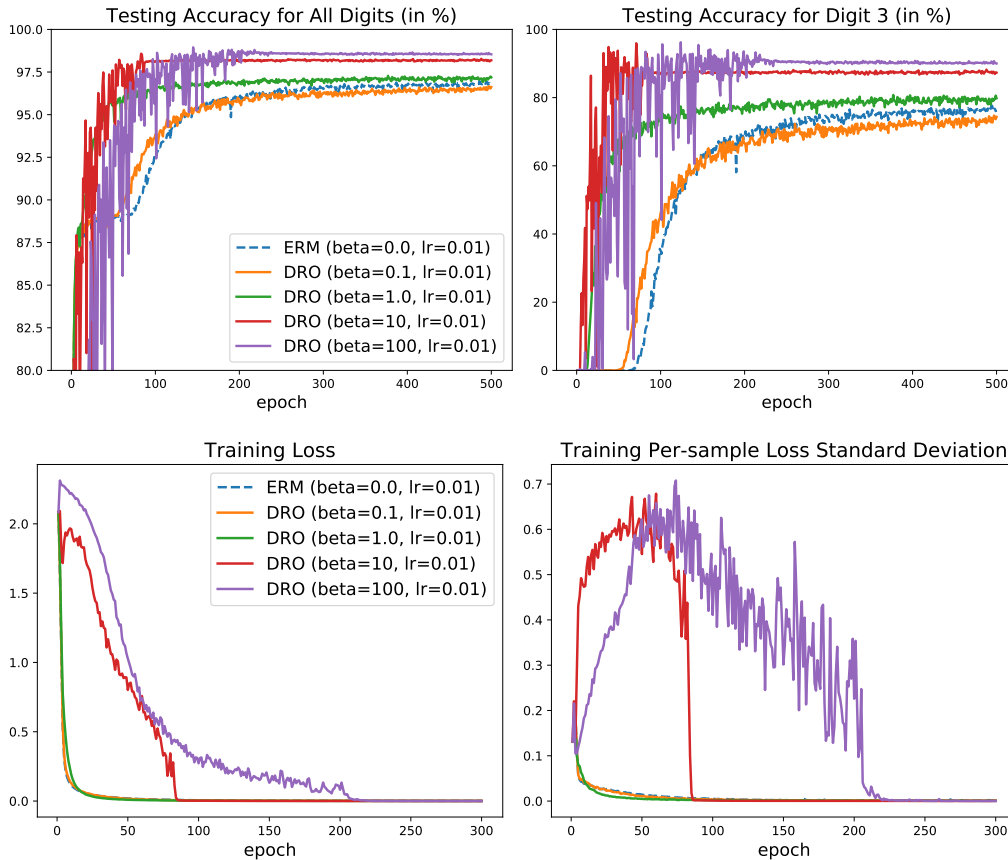 Testing Accuracy for All Digits (in %)
100.0
97.5
95.0
92.5
90.0
87.5
85.0
82.5
80.0
ERM (beta=0.0, lr=0.01)
DRO (beta=0.1, lr=0.01)
DRO (beta=1.0, lr=0.01)
DRO (beta=10, lr=0.01)
DRO (beta=100, lr=0.01)
0 100 200 300 400 500
epoch
Testing Accuracy for Digit 3 (in %)
100
80
60
40
20
0
0 100 200 300 400 500
epoch
Training Loss
2.0
1.5
1.0
0.5
0.0
ERM (beta=0.0, lr=0.01)
DRO (beta=0.1, lr=0.01)
DRO (beta=1.0, lr=0.01)
DRO (beta=10, lr=0.01)
DRO (beta=100, lr=0.01)
0 50 100 150 200 250 300
epoch
Training Per-sample Loss Standard Deviation
0.7
0.6
0.5
0.4
0.3
0.2
0.1
0.0
0 50 100 150 200 250 300
epoch